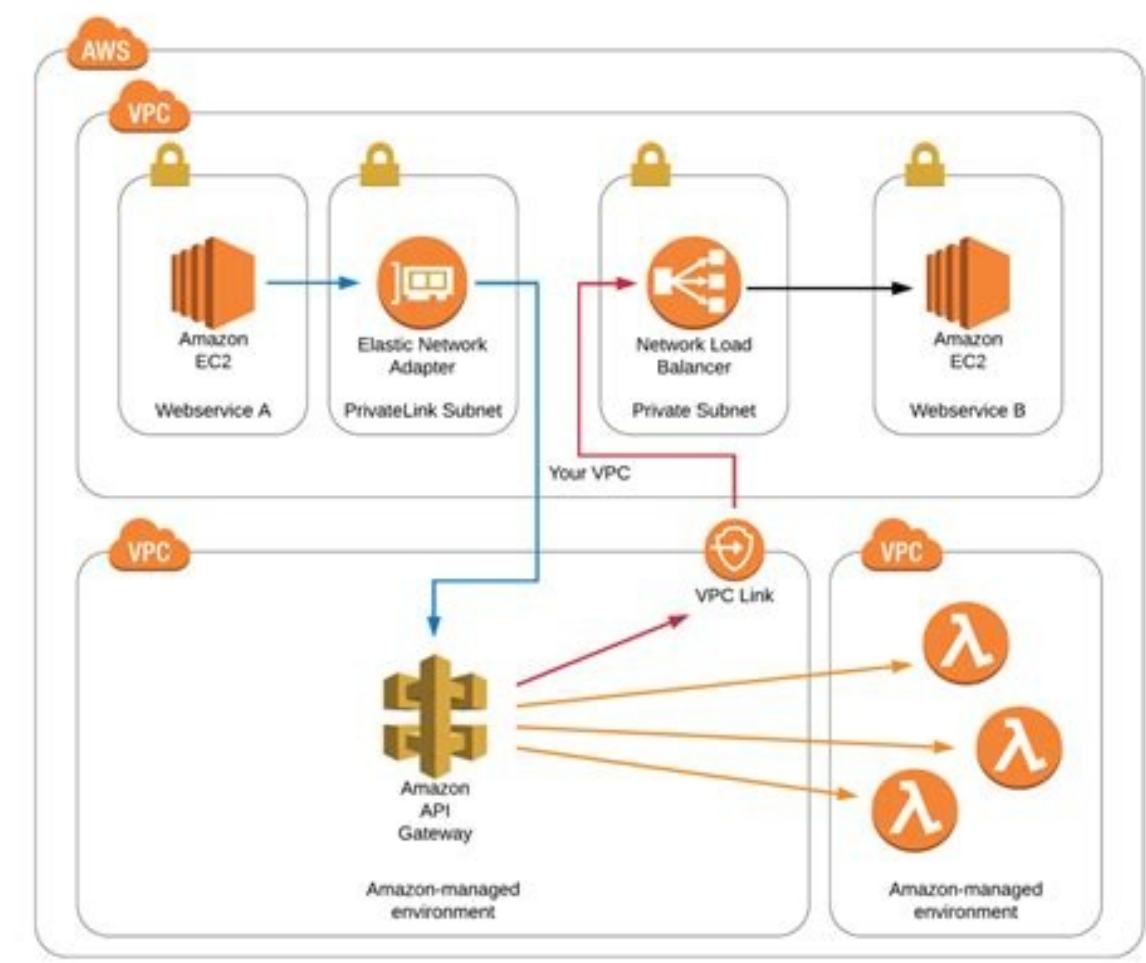 AWS
VPC
Amazon
EC2
Webservice A
Elastic Network
Adapter
PrivateLink Subnet
Network Load
Balancer
Private Subnet
Amazon
EC2
Webservice B
Your VPC
VPC
VPC Link
Amazon
API
Gateway
Amazon-managed
environment
VPC
λ
λ
λ
Amazon-managed
environment